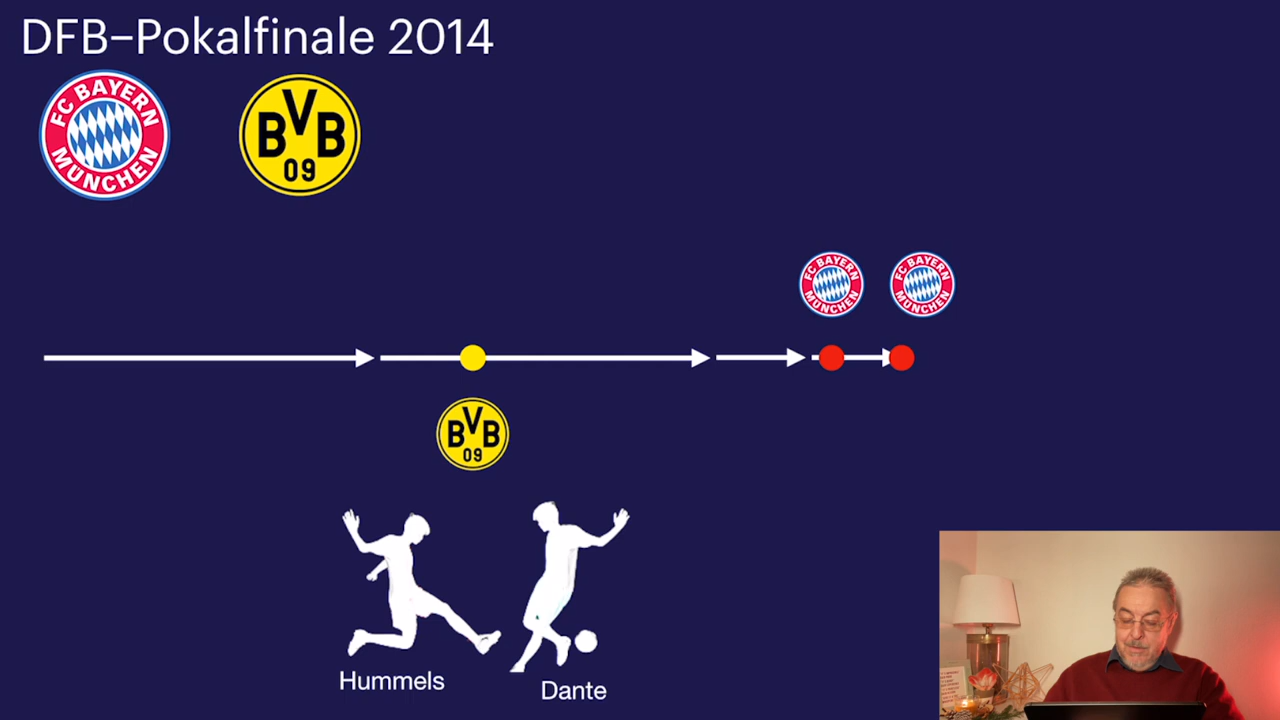 DFB–Pokalfinale 2014
FC BAYERN
MÜNCHEN
BVB
09
FC BAYERN
MÜNCHEN
FC BAYERN
MÜNCHEN
BVB
09
Hummels
Dante